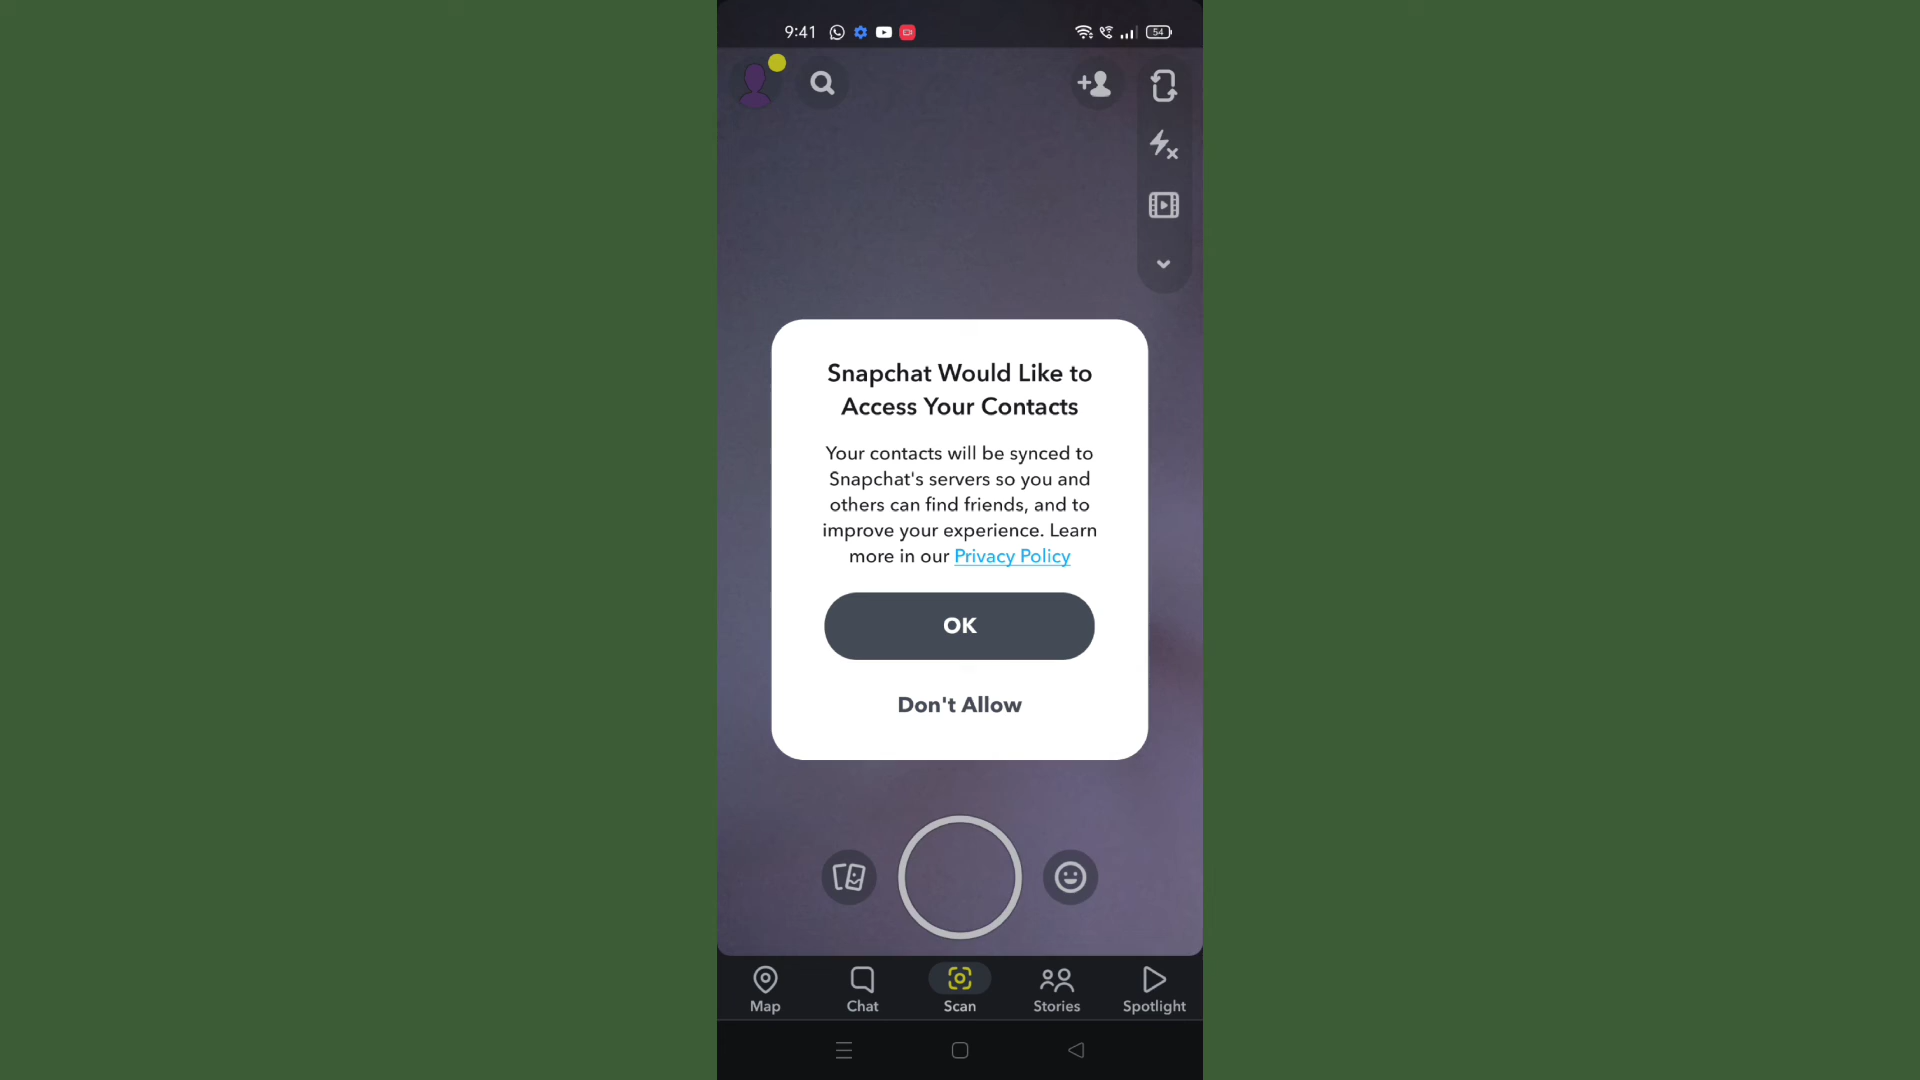 9:41
54
Snapchat Would Like to
Access Your Contacts
Your contacts will be synced to
Snapchat's servers so you and
others can find friends, and to
improve your experience. Learn
more in our Privacy Policy
OK
Don't Allow
Map
Chat
Scan
Stories
Spotlight